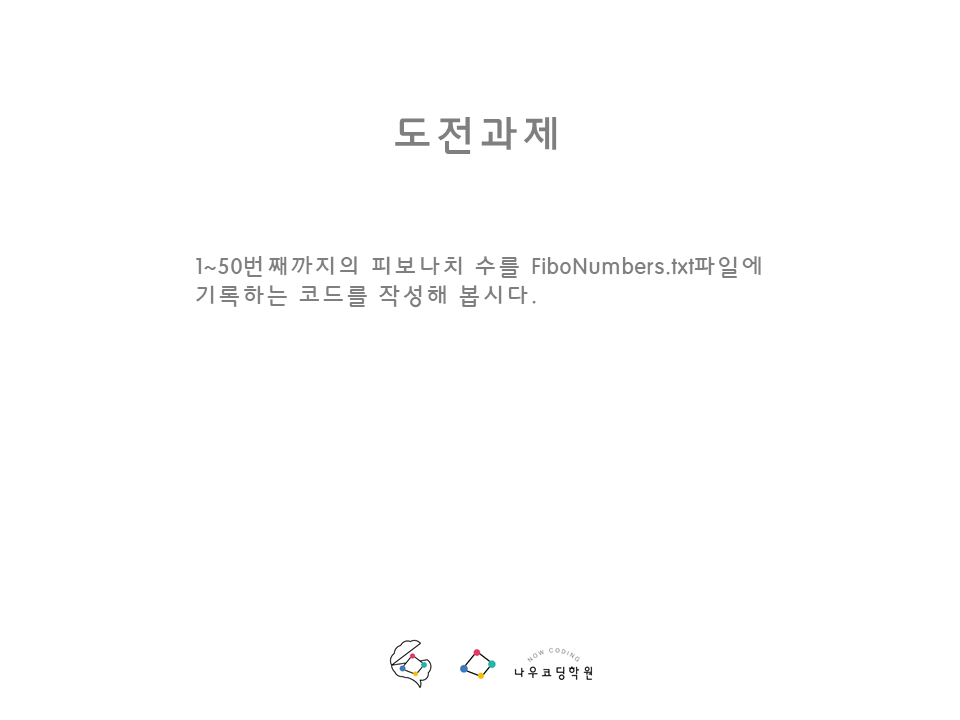 도전과제
1~50번째까지의 피보나치 수를 FiboNumbers.txt파일에
기록하는 코드를 작성해 봅시다.
NOW CODING
나우코딩학원